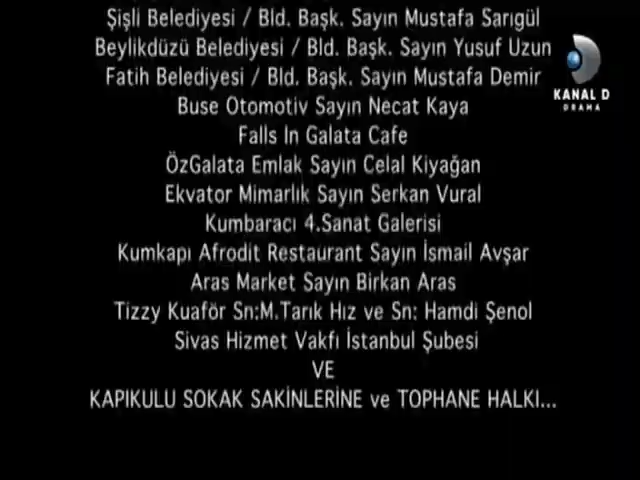 Şişli Belediyesi / Bld. Başk. Sayın Mustafa Sarıgül
Beylikdüzü Belediyesi / Bld. Başk. Sayın Yusuf Uzun
Fatih Belediyesi / Bld. Başk. Sayın Mustafa Demir
KANAL D
DRAMA
Buse Otomotiv Sayın Necat Kaya
Falls In Galata Cafe
ÖzGalata Emlak Sayın Celal Kiyağan
Ekvator Mimarlık Sayın Serkan Vural
Kumbaracı 4.Sanat Galerisi
Kumkapı Afrodit Restaurant Sayın İsmail Avşar
Aras Market Sayın Birkan Aras
Tizzy Kuaför Sn:M.Tarık Hız ve Sn: Hamdi Şenol
Sivas Hizmet Vakfı İstanbul Şubesi
VE
KAPIKULU SOKAK SAKİNLERİNE ve TOPHANE HALKI...